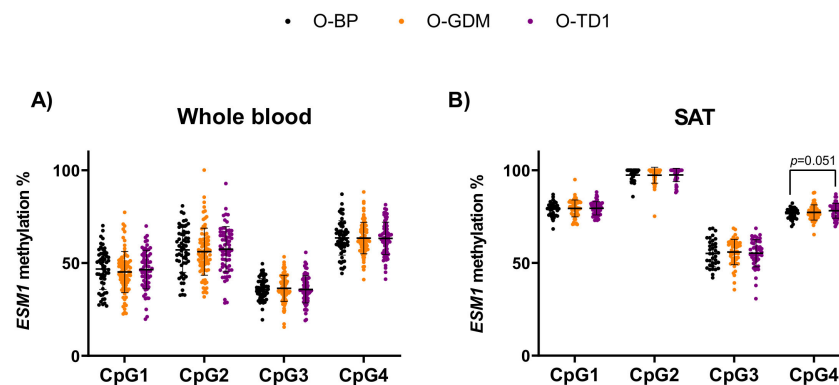 O-BP O-GDM O-TD1
A) Whole blood
100
50
0
ESM1 methylation %
CpG1 CpG2 CpG3 CpG4
B) SAT
p=0.051
100
50
0
ESM1 methylation %
CpG1 CpG2 CpG3 CpG4